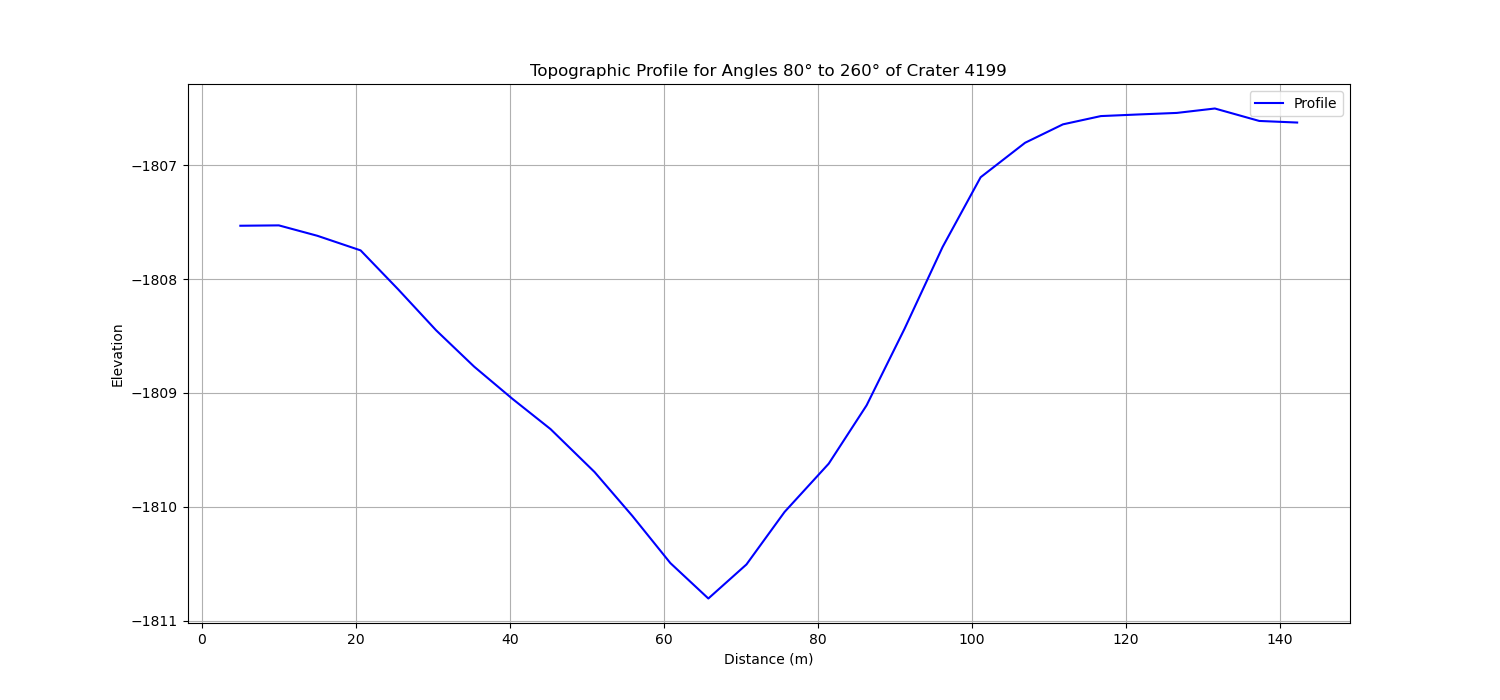 Topographic Profile for Angles 80° to 260° of Crater 4199
Profile
−1807
−1808
−1809
−1810
−1811
Elevation
0 20 40 60 80 100 120 140
Distance (m)